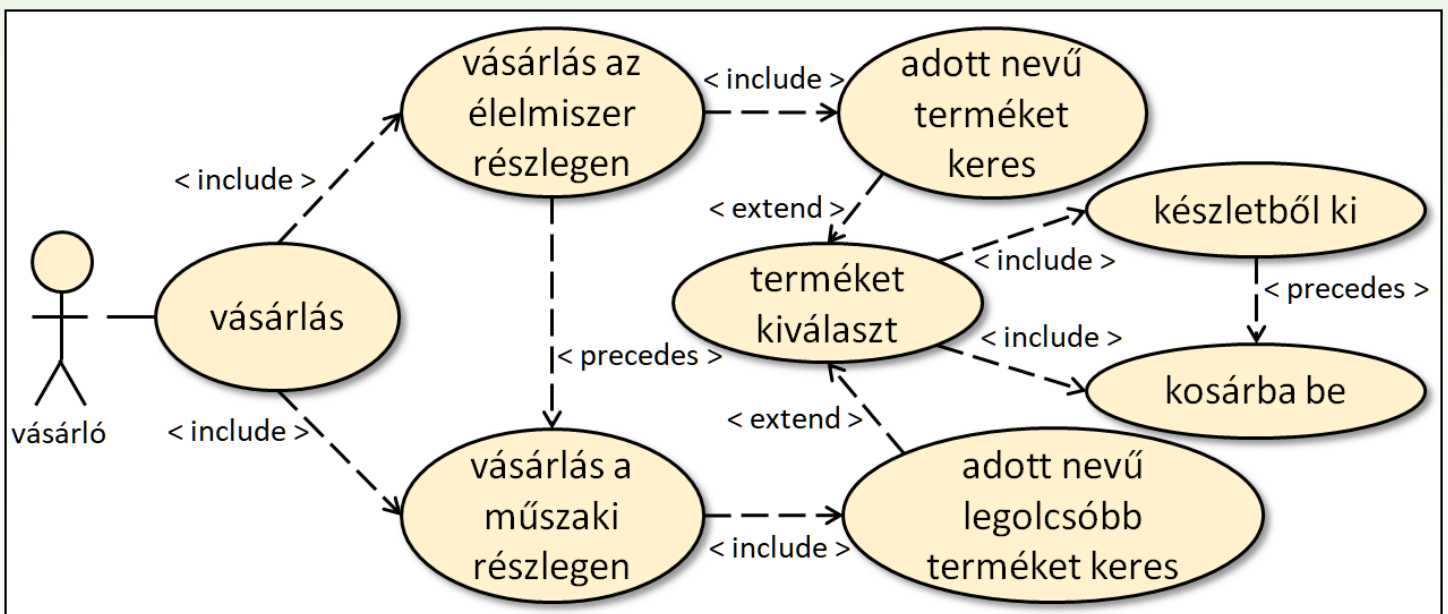 vásárló
vásárlás
< include >
< include >
vásárlás az
élelmiszer
részlegen
< precedes >
vásárlás a
műszaki
részlegen
< include >
< include >
adott nevű
terméket
keres
< extend >
terméket
kiválaszt
< extend >
adott nevű
legolcsóbb
terméket keres
< include >
< include >
készletből ki
< precedes >
kosárba be